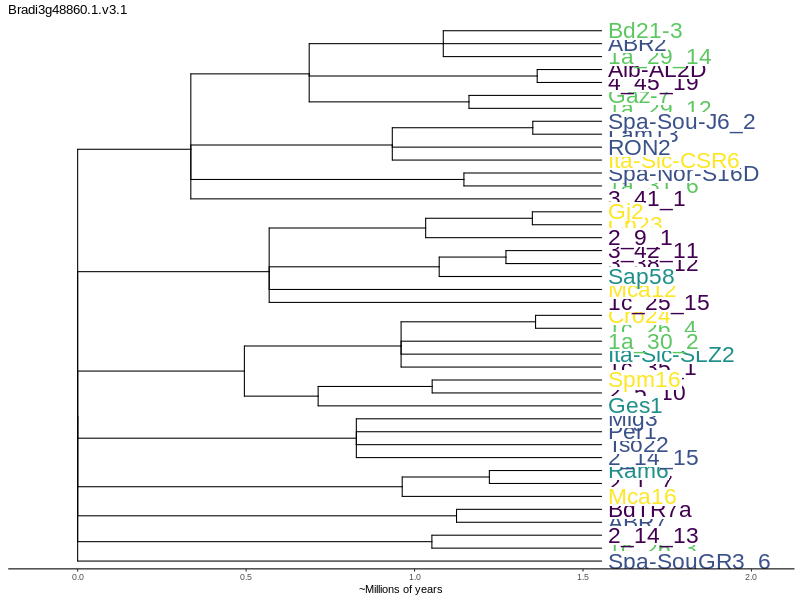 Bradi3g48860.1.v3.1
Bd21-3
ABR2
1a_29_14
Alb-AL2D
4_45_19
Gaz-7
1a_29_12
Spa-Sou-J6_2
RON2
Ita-Sic-CSR6
Spa-Nor-S16D
3_41_1
Gj2
2_9_1
3_42_11
Sap58
Mca12
1c_25_15
Cro24
1a_30_2
Ita-Sic-SLZ2
Spm16
Ges1
Mig3
Per1
Tso22
2_14_15
Ram6
Mca16
BdTR7a
ABR7
2_14_13
Spa-SouGR3_6
0.0 0.5 1.0 1.5 2.0
~Millions of years